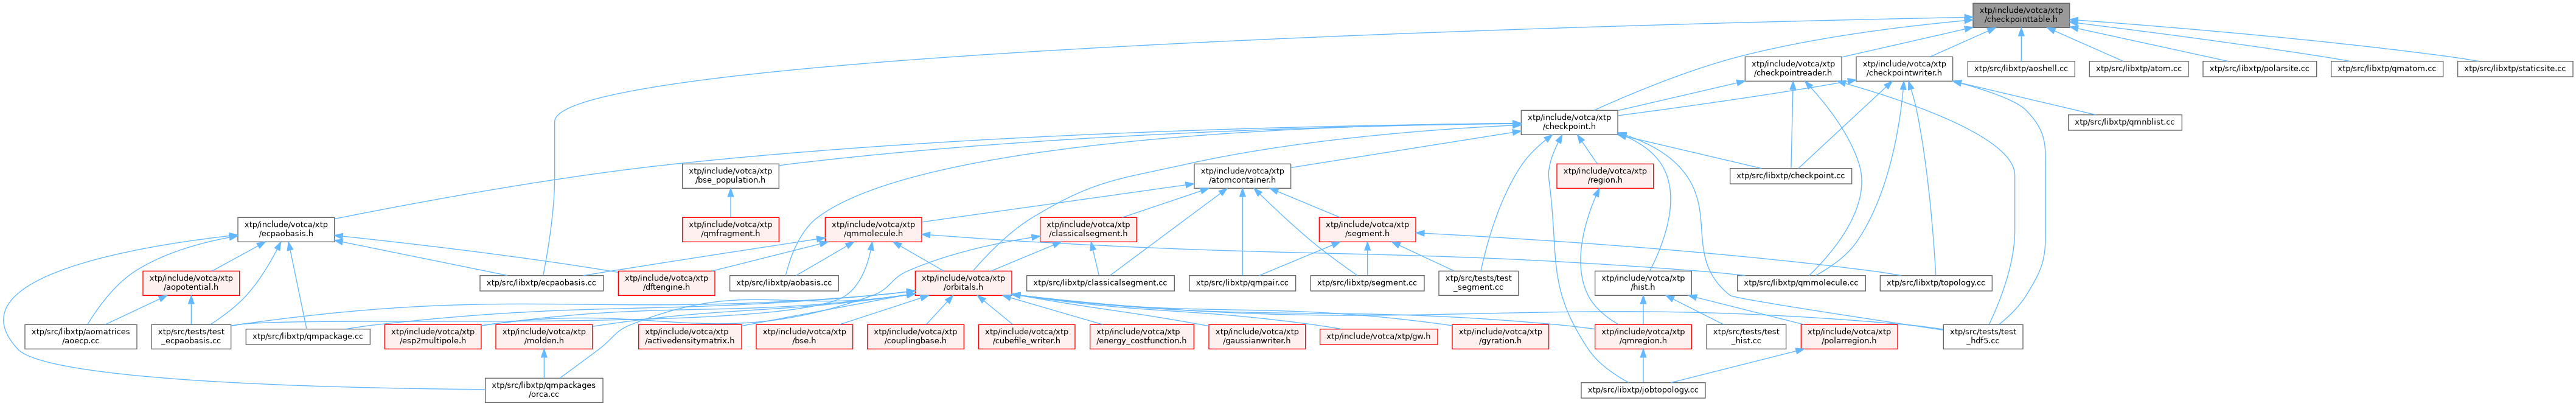 xtp/include/votca/xtp
/checkpointtable.h
xtp/include/votca/xtp
/checkpointreader.h
xtp/include/votca/xtp
/checkpointwriter.h
xtp/src/libxtp/aoshell.cc
xtp/src/libxtp/atom.cc
xtp/src/libxtp/polarsite.cc
xtp/src/libxtp/qmatom.cc
xtp/src/libxtp/staticsite.cc
xtp/include/votca/xtp
/checkpoint.h
xtp/src/libxtp/qmnblist.cc
xtp/include/votca/xtp
/bse_population.h
xtp/include/votca/xtp
/atomcontainer.h
xtp/include/votca/xtp
/region.h
xtp/src/libxtp/checkpoint.cc
xtp/include/votca/xtp
/ecpaobasis.h
xtp/include/votca/xtp
/qmfragment.h
xtp/include/votca/xtp
/qmmolecule.h
xtp/include/votca/xtp
/classicalsegment.h
xtp/include/votca/xtp
/segment.h
xtp/include/votca/xtp
/aopotential.h
xtp/src/libxtp/ecpaobasis.cc
xtp/include/votca/xtp
/dftengine.h
xtp/src/libxtp/aobasis.cc
xtp/include/votca/xtp
/orbitals.h
xtp/src/libxtp/classicalsegment.cc
xtp/src/libxtp/qmpair.cc
xtp/src/libxtp/segment.cc
xtp/src/tests/test
_segment.cc
xtp/include/votca/xtp
/hist.h
xtp/src/libxtp/qmmolecule.cc
xtp/src/libxtp/topology.cc
xtp/src/libxtp/aomatrices
/aoecp.cc
xtp/src/tests/test
_ecpaobasis.cc
xtp/src/libxtp/qmpackage.cc
xtp/include/votca/xtp
/esp2multipole.h
xtp/include/votca/xtp
/molden.h
xtp/include/votca/xtp
/activedensitymatrix.h
xtp/include/votca/xtp
/bse.h
xtp/include/votca/xtp
/couplingbase.h
xtp/include/votca/xtp
/cubefile_writer.h
xtp/include/votca/xtp
/energy_costfunction.h
xtp/include/votca/xtp
/gaussianwriter.h
xtp/include/votca/xtp/gw.h
xtp/include/votca/xtp
/gyration.h
xtp/include/votca/xtp
/qmregion.h
xtp/src/tests/test
_hist.cc
xtp/include/votca/xtp
/polarregion.h
xtp/src/tests/test
_hdf5.cc
xtp/src/libxtp/qmpackages
/orca.cc
xtp/src/libxtp/jobtopology.cc